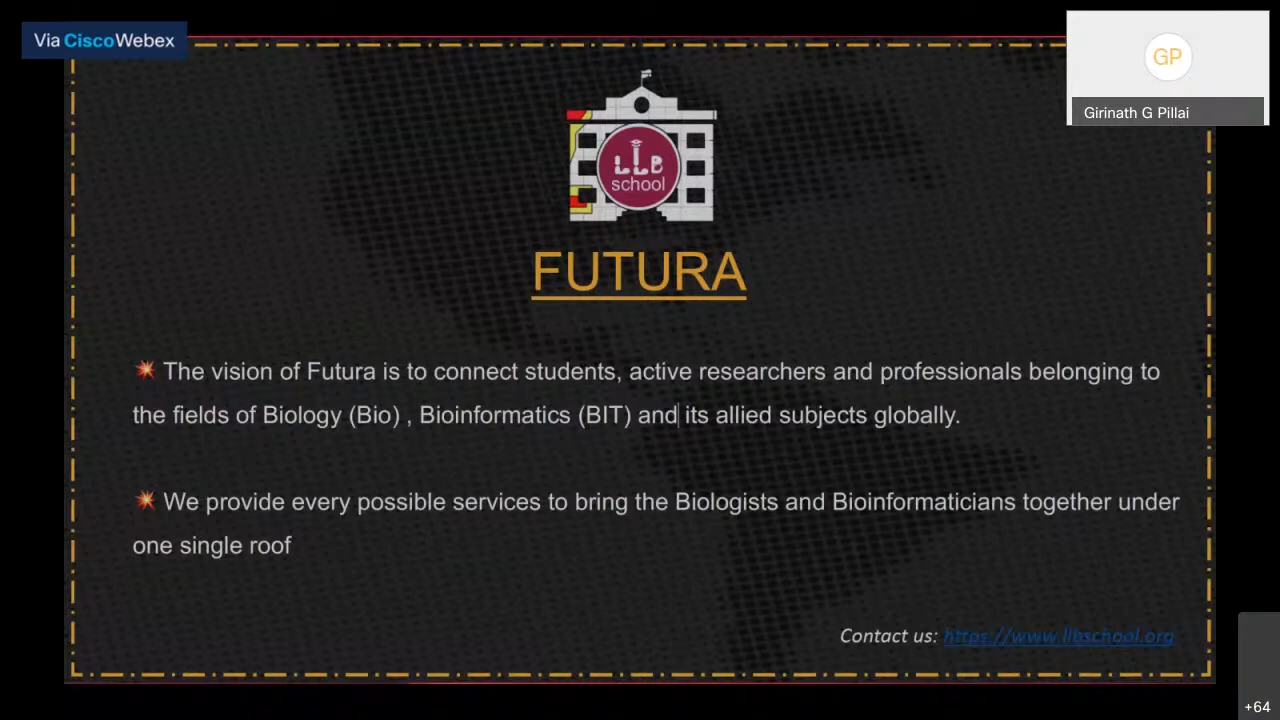 Via CiscoWebex
GP
Girinath G Pillai
LLB
school
FUTURA
The vision of Futura is to connect students, active researchers and professionals belonging to
the fields of Biology (Bio) , Bioinformatics (BIT) and its allied subjects globally.
We provide every possible services to bring the Biologists and Bioinformaticians together under
one single roof
Contact us: https://www.llbschool.org
+64